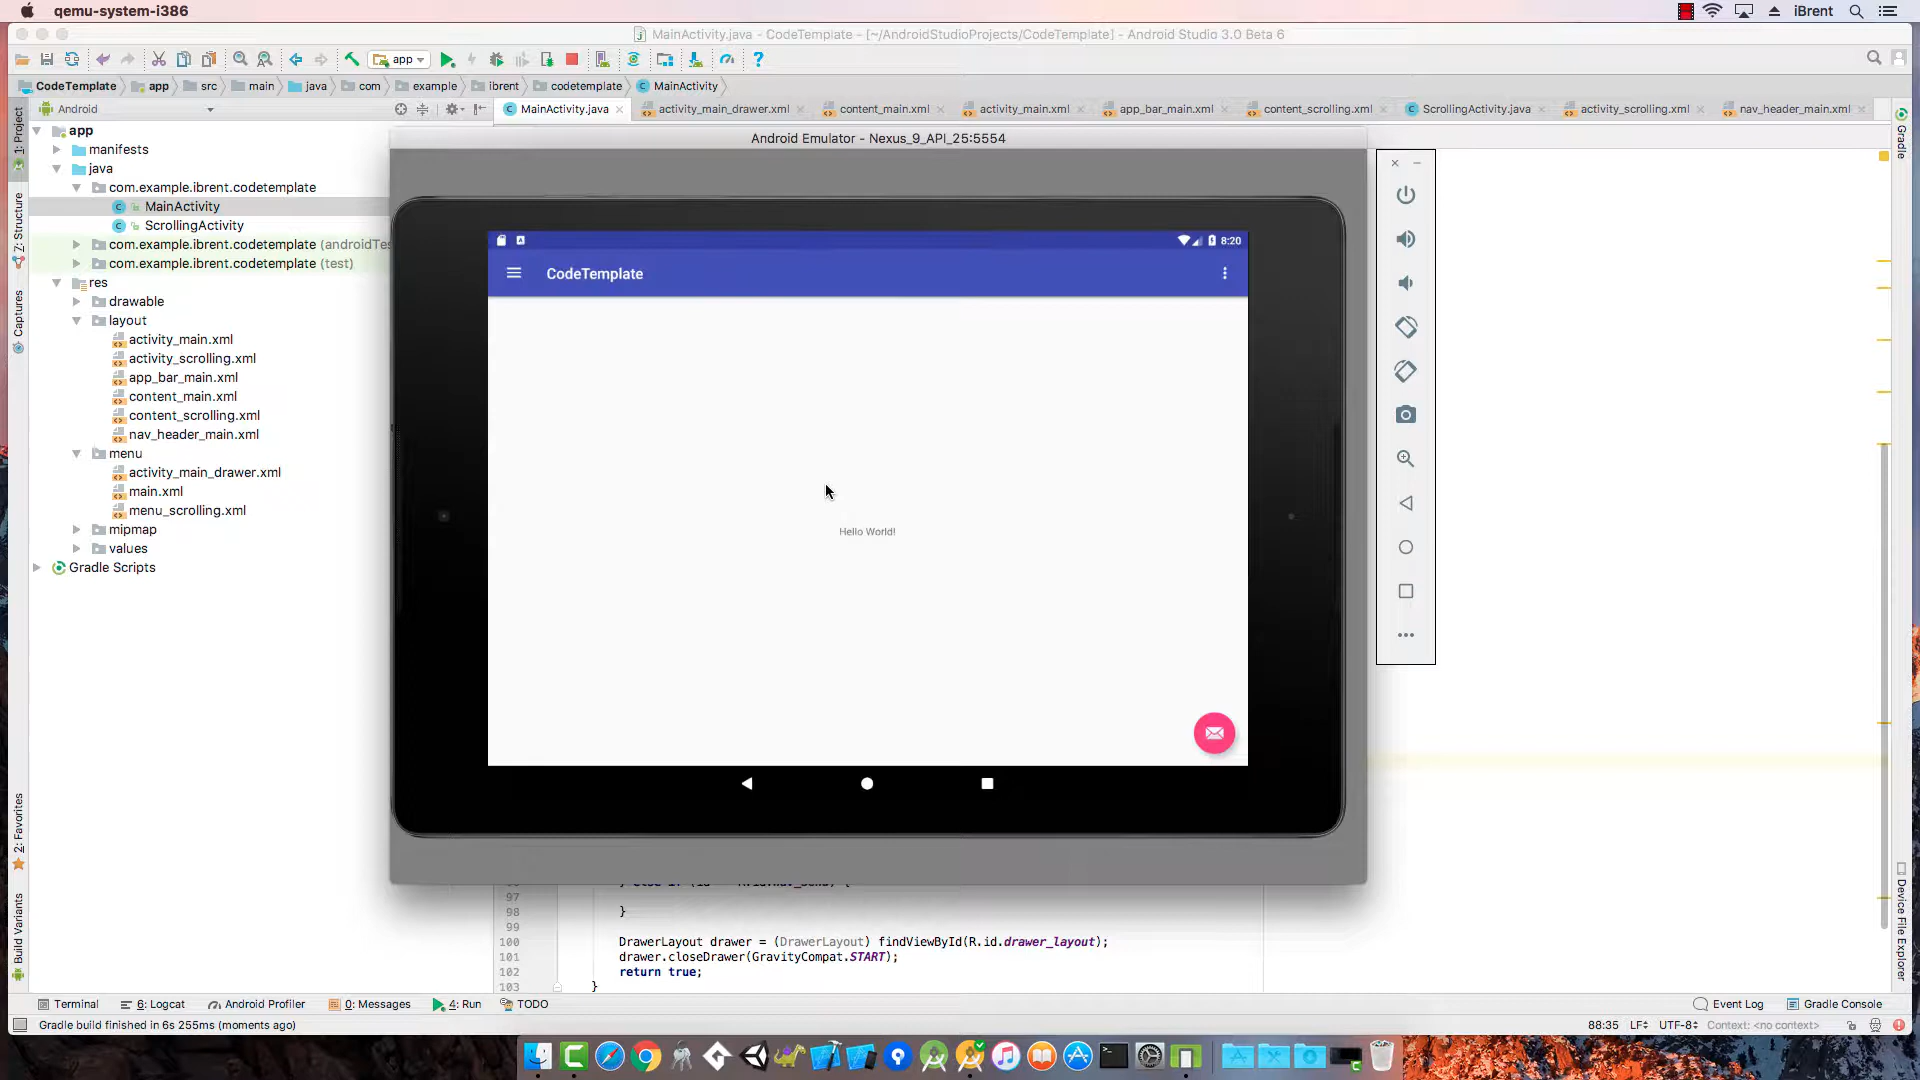 qemu-system-i386
iBrent
MainActivity.java - CodeTemplate - [~/AndroidStudioProjects/CodeTemplate] - Android Studio 3.0 Beta 6
app
CodeTemplate app src main java com example ibrent codetemplate MainActivity
Android
MainActivity.java activity_main_drawer.xml content_main.xml activity_main.xml app_bar_main.xml content_scrolling.xml ScrollingActivity.java activity_scrolling.xml nav_header_main.xml
1: Project
Z: Structure
Captures
2: Favorites
Build Variants
app
manifests
java
com.example.ibrent.codetemplate
MainActivity
ScrollingActivity
com.example.ibrent.codetemplate (androidTes
com.example.ibrent.codetemplate (test)
res
drawable
layout
activity_main.xml
activity_scrolling.xml
app_bar_main.xml
content_main.xml
content_scrolling.xml
nav_header_main.xml
menu
activity_main_drawer.xml
main.xml
menu_scrolling.xml
mipmap
values
Gradle Scripts
Android Emulator - Nexus_9_API_25:5554
8:20
CodeTemplate
Hello World!
Gradle
Device File Explorer
97
98 }
99
100 DrawerLayout drawer = (DrawerLayout) findViewById(R.id.drawer_layout);
101 drawer.closeDrawer(GravityCompat.START);
102 return true;
103 }
Terminal 6: Logcat Android Profiler 0: Messages 4: Run TODO Event Log Gradle Console
Gradle build finished in 6s 255ms (moments ago) 88:35 LF UTF-8 Context: <no context>